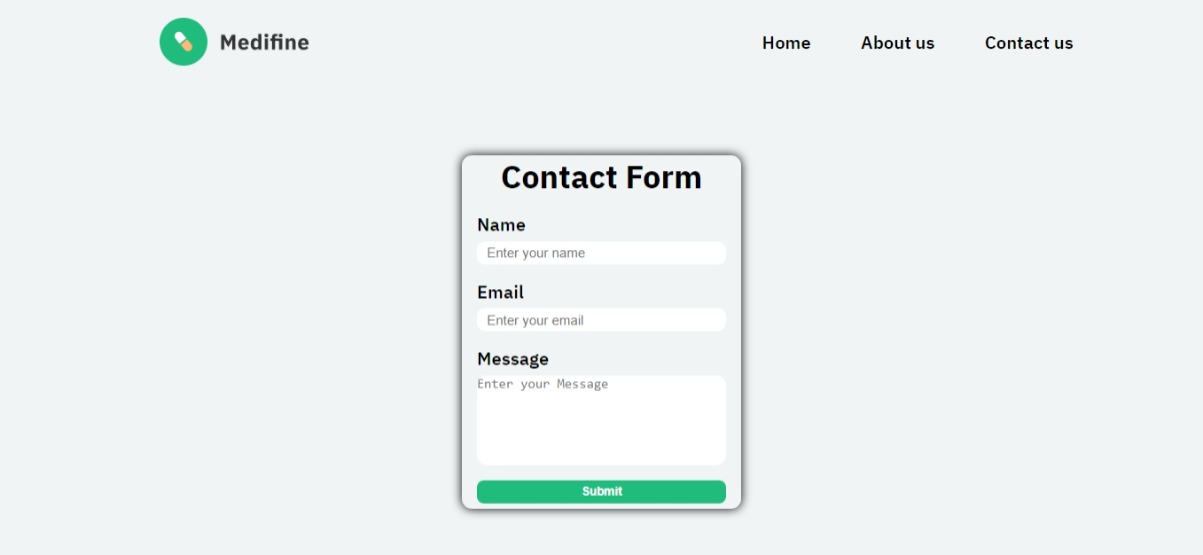 Medifine
Home About us Contact us
Contact Form
Name
Enter your name
Email
Enter your email
Message
Enter your Message
Submit